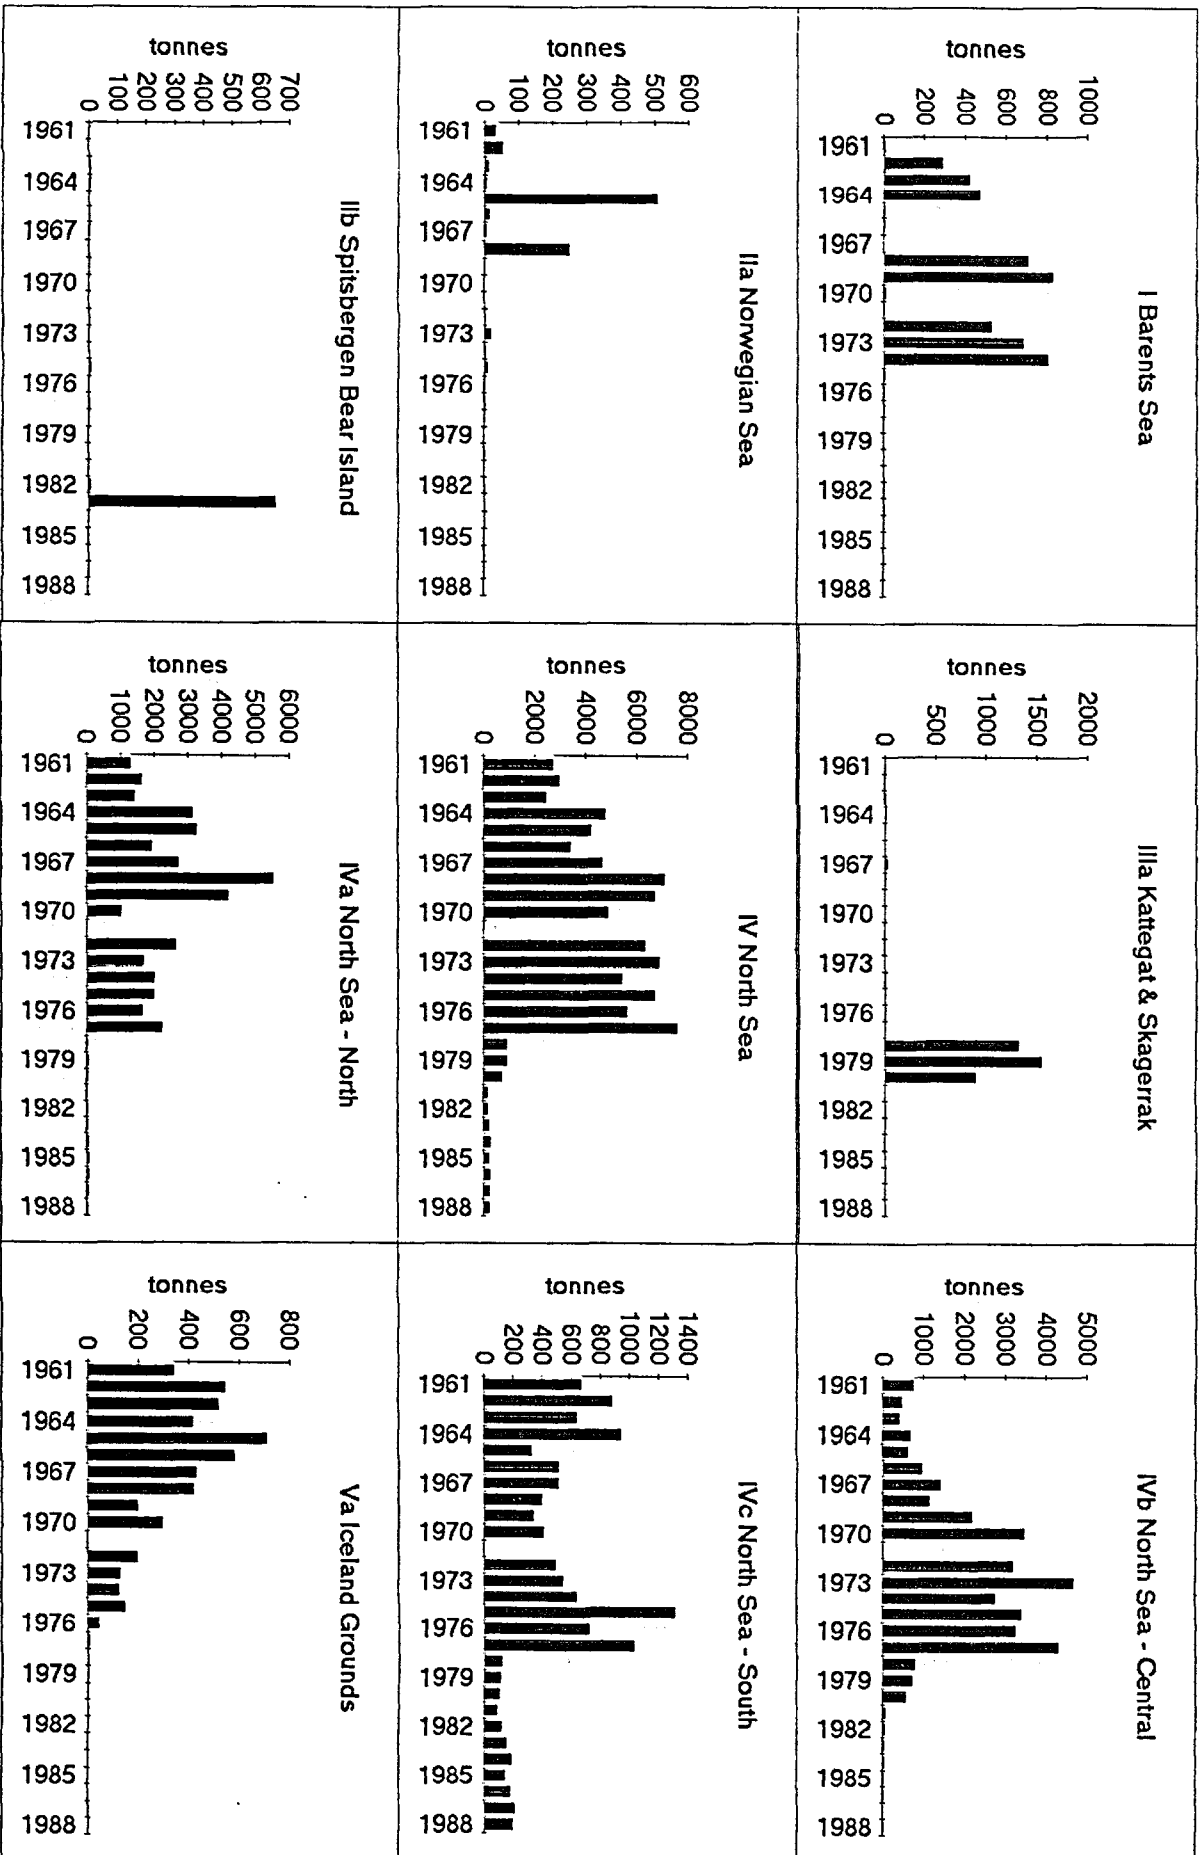 I Barents Sea
tonnes
1000
800
600
400
200
0
1961 1964 1967 1970 1973 1976 1979 1982 1985 1988
IIIa Kattegat & Skagerrak
tonnes
2000
1500
1000
500
0
1961 1964 1967 1970 1973 1976 1979 1982 1985 1988
IVb North Sea - Central
tonnes
5000
4000
3000
2000
1000
0
1961 1964 1967 1970 1973 1976 1979 1982 1985 1988
IIa Norwegian Sea
tonnes
600
500
400
300
200
100
0
1961 1964 1967 1970 1973 1976 1979 1982 1985 1988
IV North Sea
tonnes
8000
6000
4000
2000
0
1961 1964 1967 1970 1973 1976 1979 1982 1985 1988
IVc North Sea - South
tonnes
1400
1200
1000
800
600
400
200
0
1961 1964 1967 1970 1973 1976 1979 1982 1985 1988
IIb Spitsbergen Bear Island
tonnes
700
600
500
400
300
200
100
0
1961 1964 1967 1970 1973 1976 1979 1982 1985 1988
IVa North Sea - North
tonnes
6000
5000
4000
3000
2000
1000
0
1961 1964 1967 1970 1973 1976 1979 1982 1985 1988
Va Iceland Grounds
tonnes
800
600
400
200
0
1961 1964 1967 1970 1973 1976 1979 1982 1985 1988